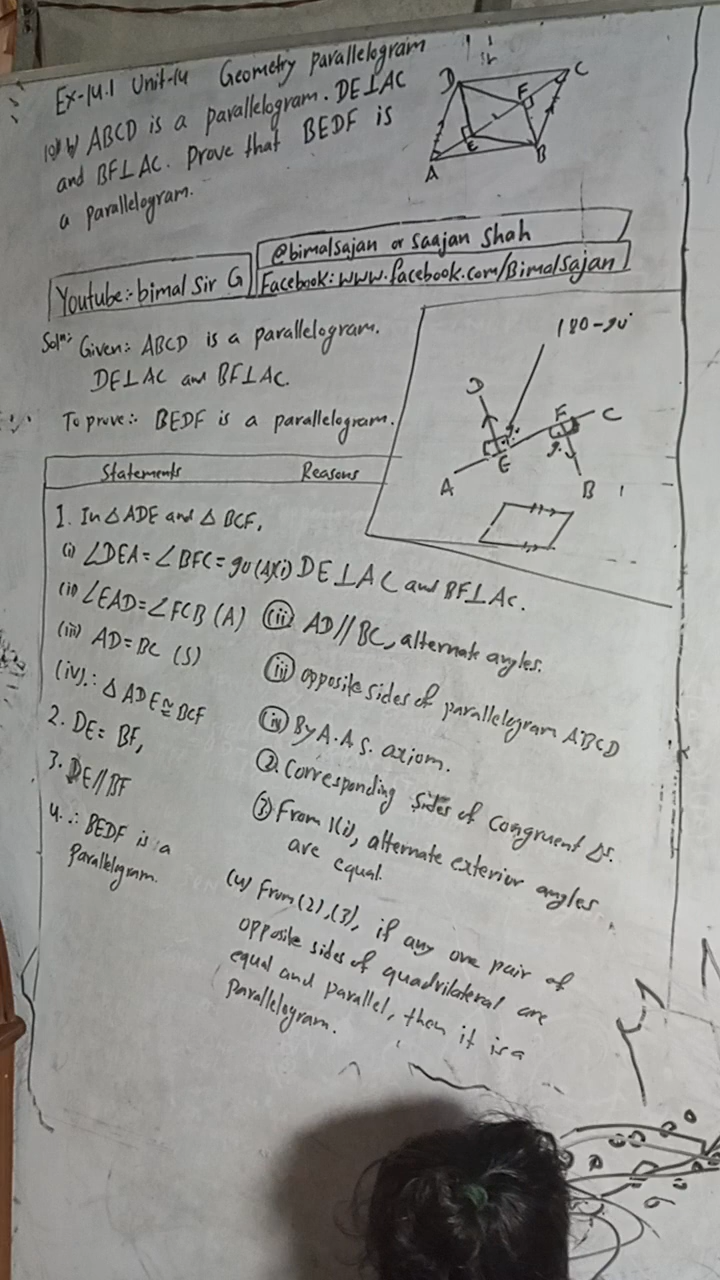 Ex-14.1 Unit-14 Geometry parallelogram
ABCD is a parallelogram. DE⊥AC
and BF⊥AC. Prove that BEDF is
a parallelogram.
D
C
F
E
A
B
Youtube:- bimal Sir G
@bimalsajan or Saajan Shah
Facebook: www.facebook.com/BimalSajan
Solⁿ: Given:- ABCD is a parallelogram.
DE⊥AC and BF⊥AC.
To prove:- BEDF is a parallelogram.
180-90
D
F
C
E
A
B
Statements Reasons
1. In △ADE and △BCF,
(i) ∠DEA=∠BFC=90(A)(i) DE⊥AC and BF⊥AC.
(ii) ∠EAD=∠FCB (A) (ii) AD//BC, alternate angles.
(iii) AD=BC (S) (iii) opposite sides of parallelogram ABCD
(iv).∴ △ADE≅BCF (iv) By A.A.S. axiom.
2. DE=BF, (2). Corresponding sides of congruent △s.
3. DE//BF (3) From 1(i), alternate exterior angles
are equal.
4. ∴ BEDF is a
parallelogram.
(4) From (2),(3), if any one pair of
opposite sides of quadrilateral are
equal and parallel, then it is a
parallelogram.